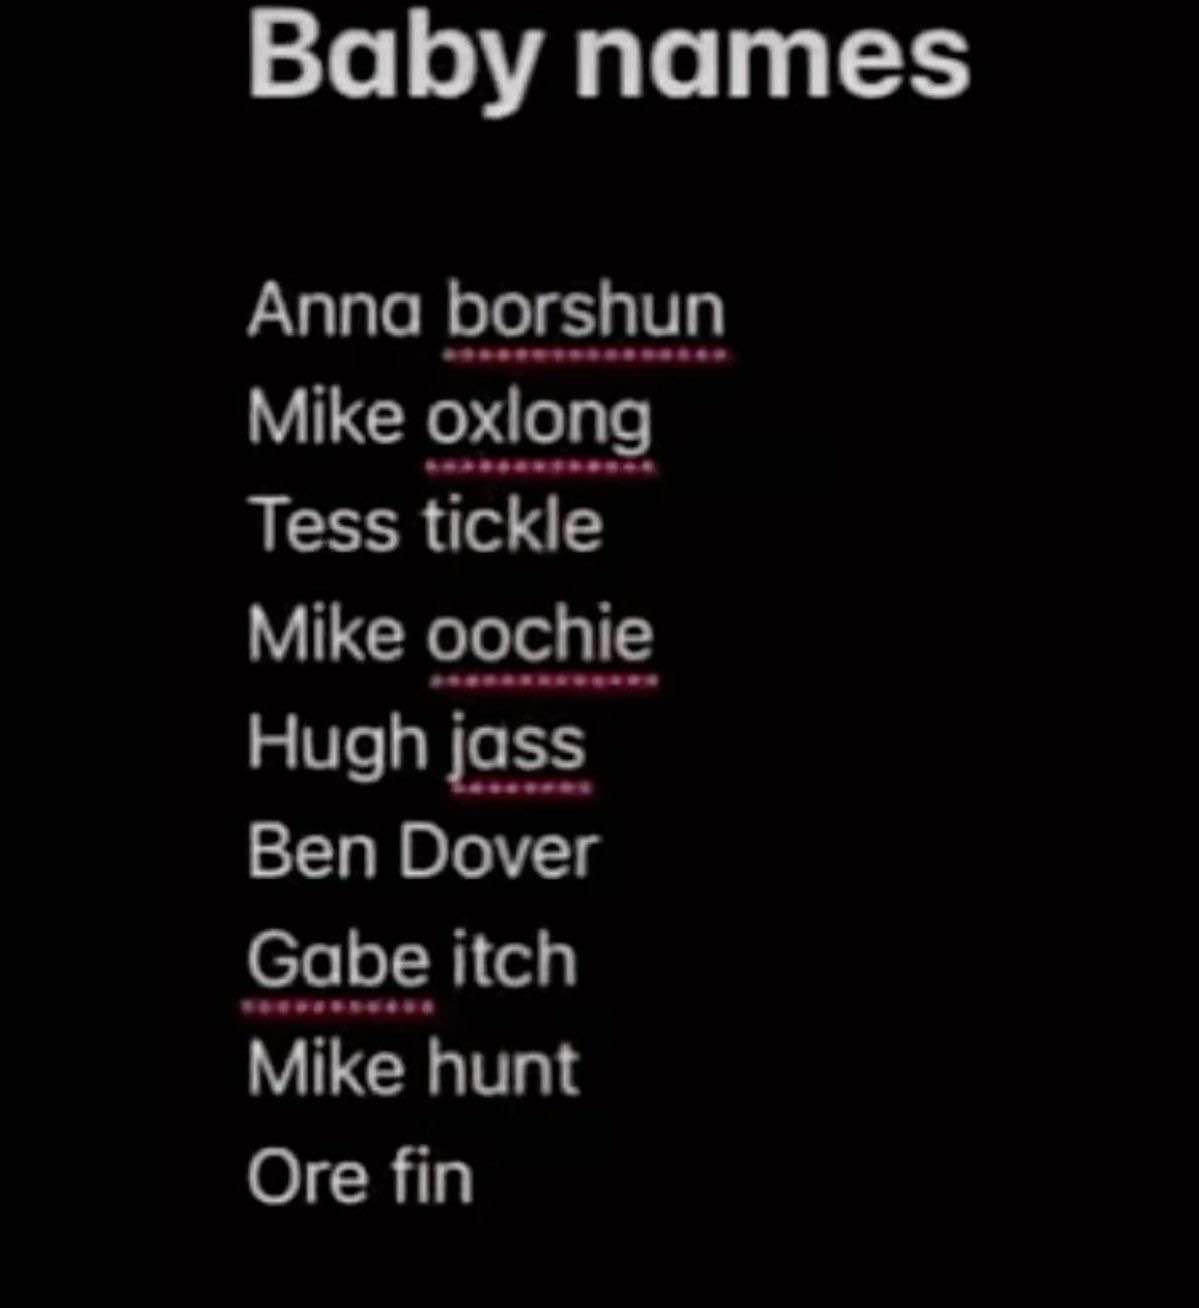 Baby names
Anna borshun
Mike oxlong
Tess tickle
Mike oochie
Hugh jass
Ben Dover
Gabe itch
Mike hunt
Ore fin